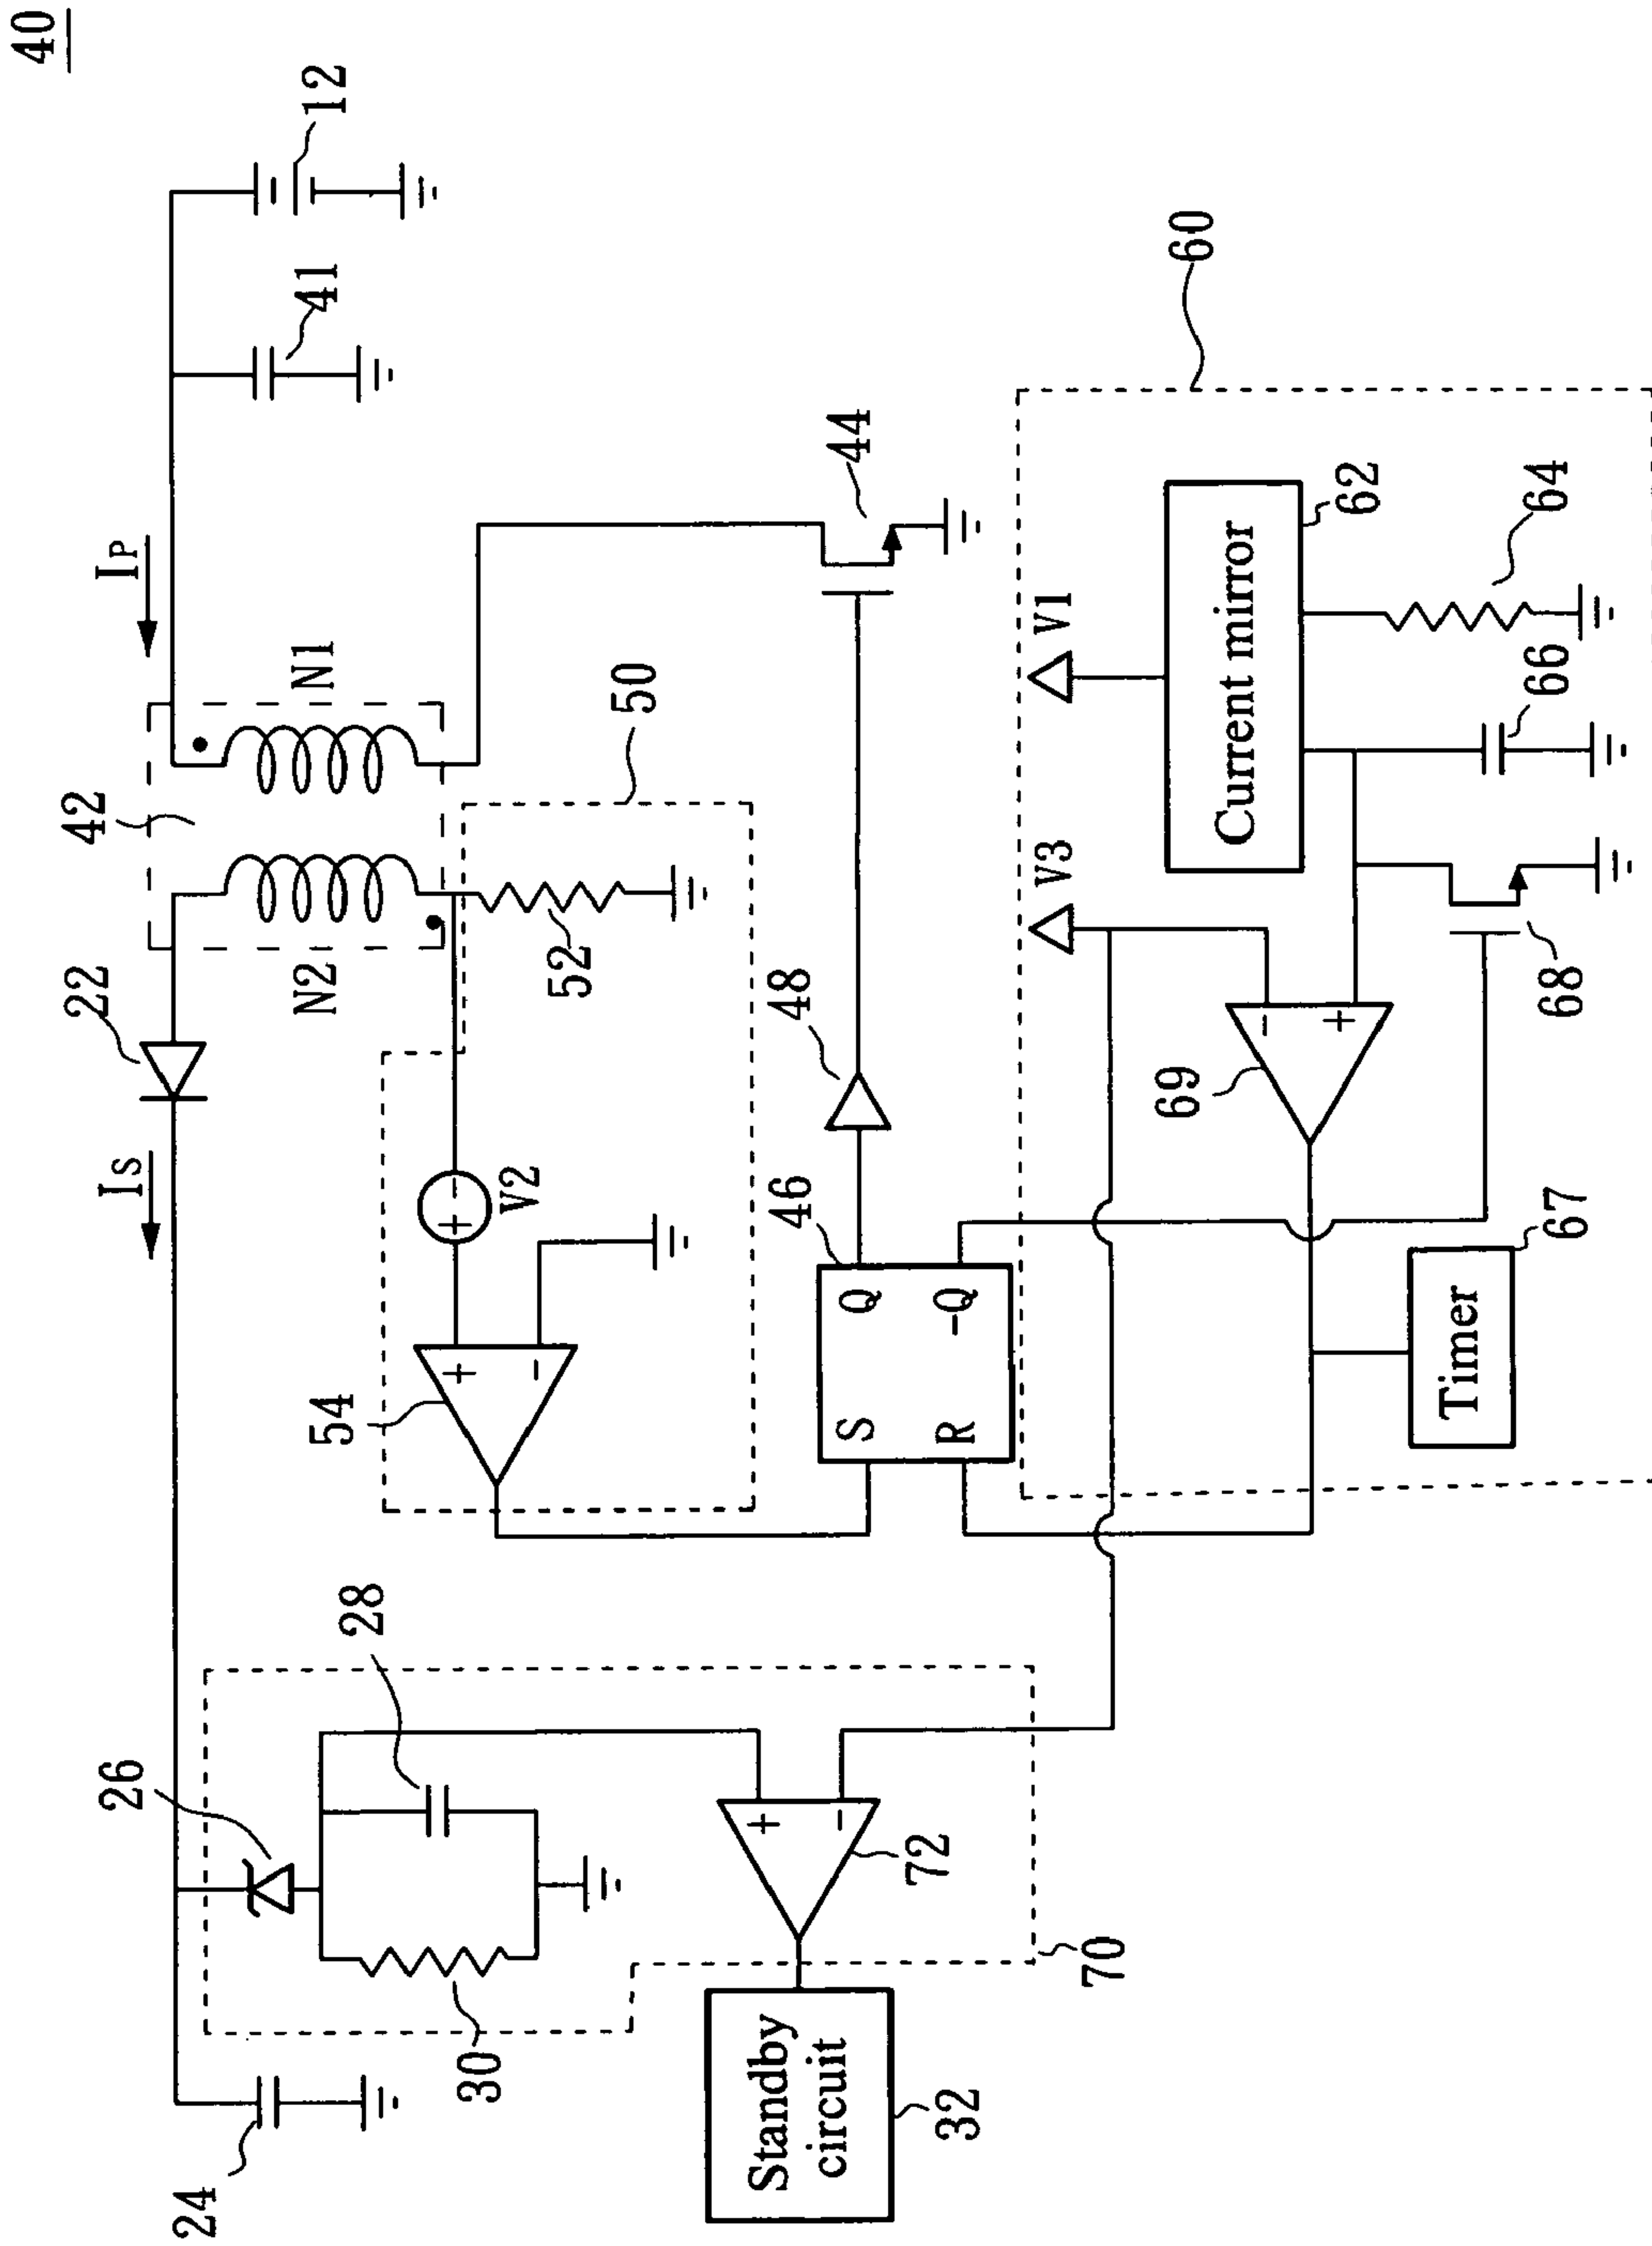 40
12
41
IP
N1
42
N2
22
IS
50
52
V2
54
44
48
46
S
Q
R
-Q
+
-
60
V1
Current mirror
62
64
66
V3
68
69
-
+
Timer
67
26
28
30
24
+
-
72
70
Standby
circuit
32
+
-